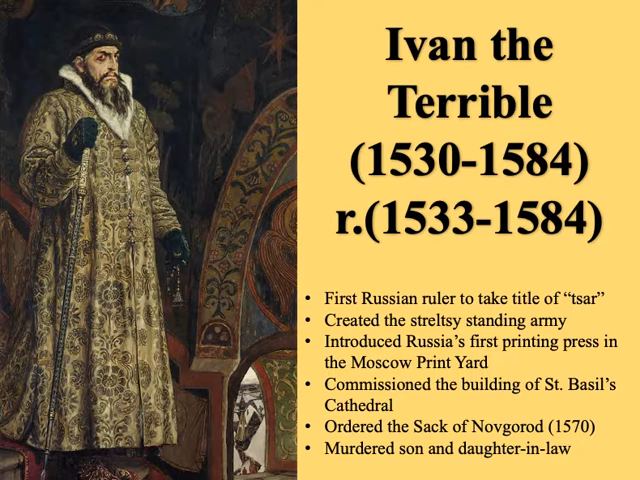 Ivan the
Terrible
(1530-1584)
r.(1533-1584)
• First Russian ruler to take title of “tsar”
• Created the streltsy standing army
• Introduced Russia’s first printing press in
the Moscow Print Yard
• Commissioned the building of St. Basil’s
Cathedral
• Ordered the Sack of Novgorod (1570)
• Murdered son and daughter-in-law